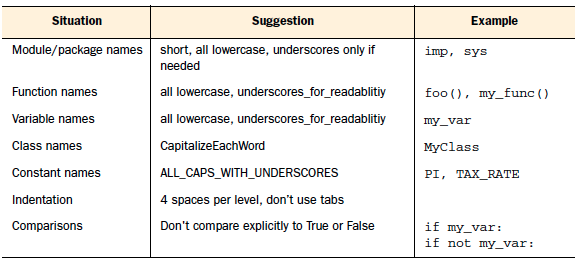 Situation Suggestion Example
Module/package names short, all lowercase, underscores only if needed imp, sys
Function names all lowercase, underscores_for_readablitiy foo(), my_func()
Variable names all lowercase, underscores_for_readablitiy my_var
Class names CapitalizeEachWord MyClass
Constant names ALL_CAPS_WITH_UNDERSCORES PI, TAX_RATE
Indentation 4 spaces per level, don't use tabs
Comparisons Don't compare explicitly to True or False if my_var:
if not my_var: